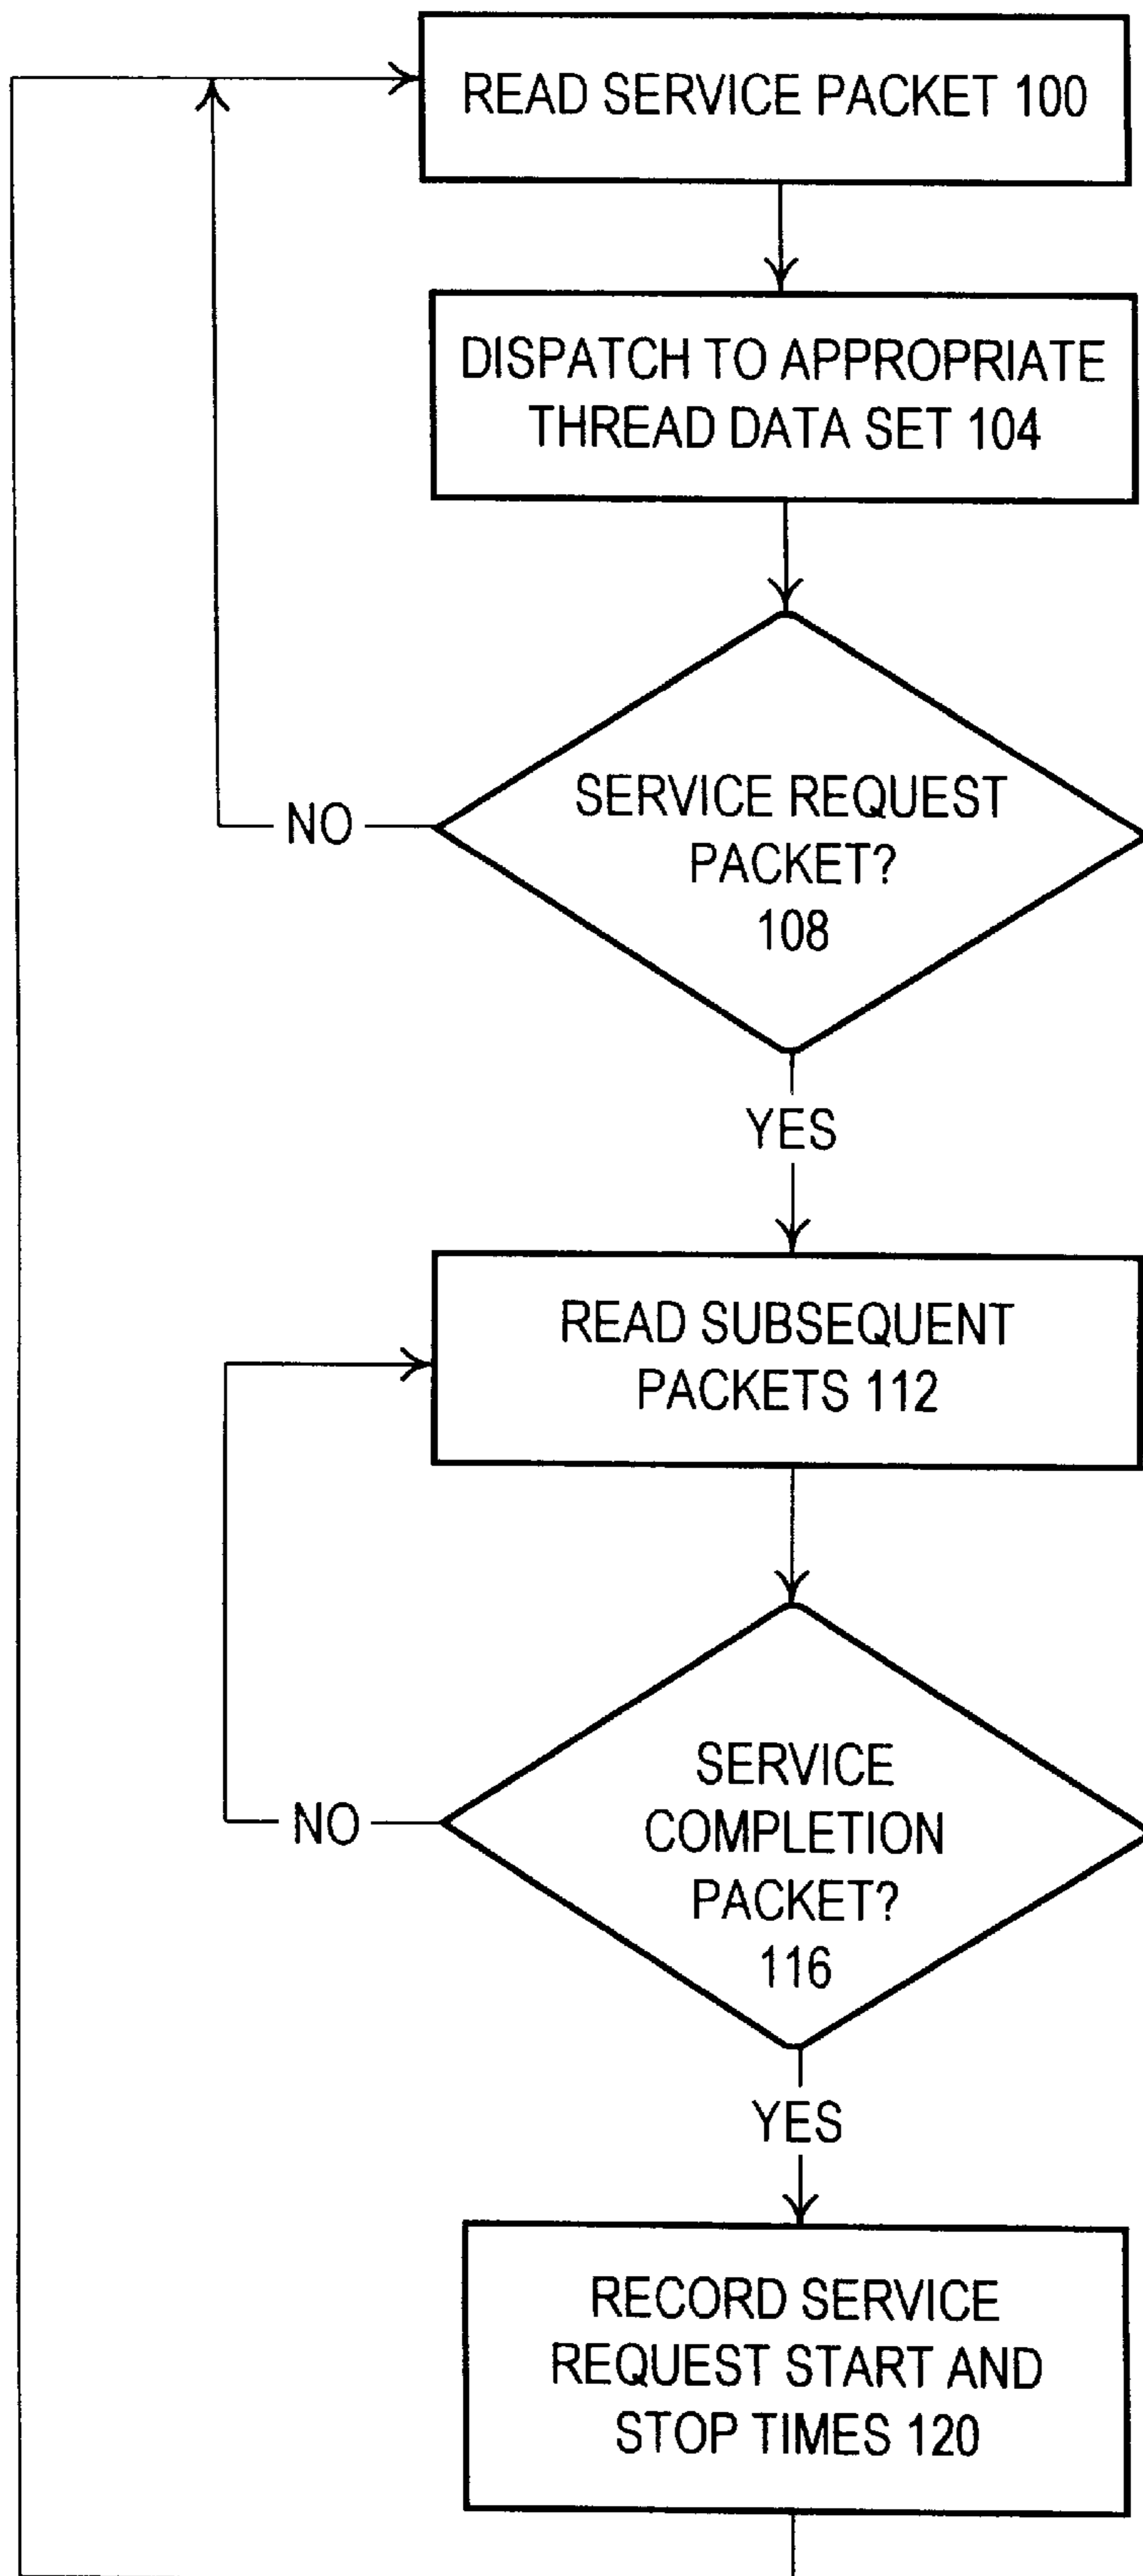 READ SERVICE PACKET 100
DISPATCH TO APPROPRIATE
THREAD DATA SET 104
SERVICE REQUEST
PACKET?
108
NO
YES
READ SUBSEQUENT
PACKETS 112
SERVICE
COMPLETION
PACKET?
116
NO
YES
RECORD SERVICE
REQUEST START AND
STOP TIMES 120